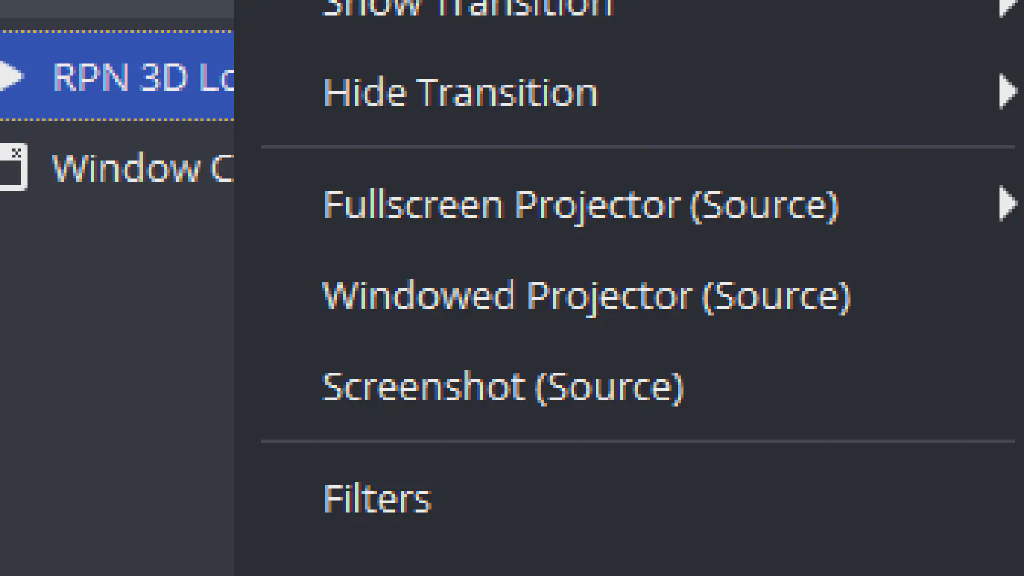 Show Transition
RPN 3D Lo
Hide Transition
Window C
Fullscreen Projector (Source)
Windowed Projector (Source)
Screenshot (Source)
Filters